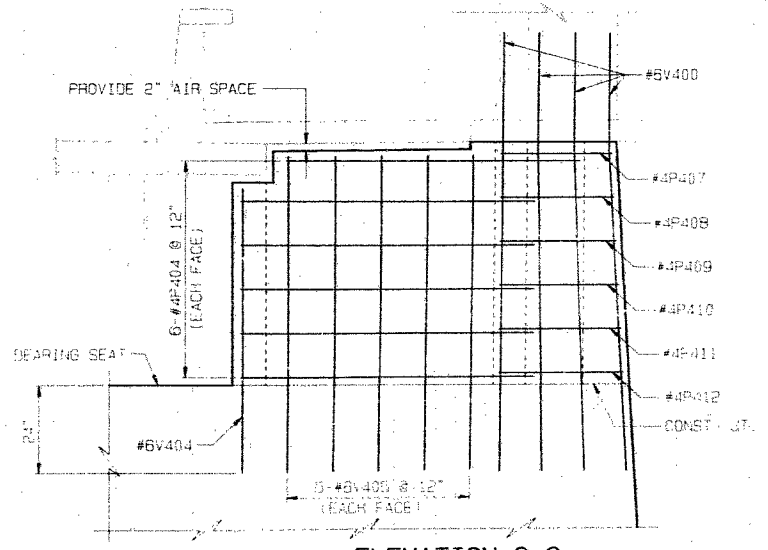 #6V400
PROVIDE 2" AIR SPACE
#4P407
#4P408
#4P409
#4P410
#4P411
#4P412
6-#4P404 @ 12"
(EACH FACE)
BEARING SEAT
CONST. JT.
24"
#6V404
5-#6V405 @ 12"
(EACH FACE)